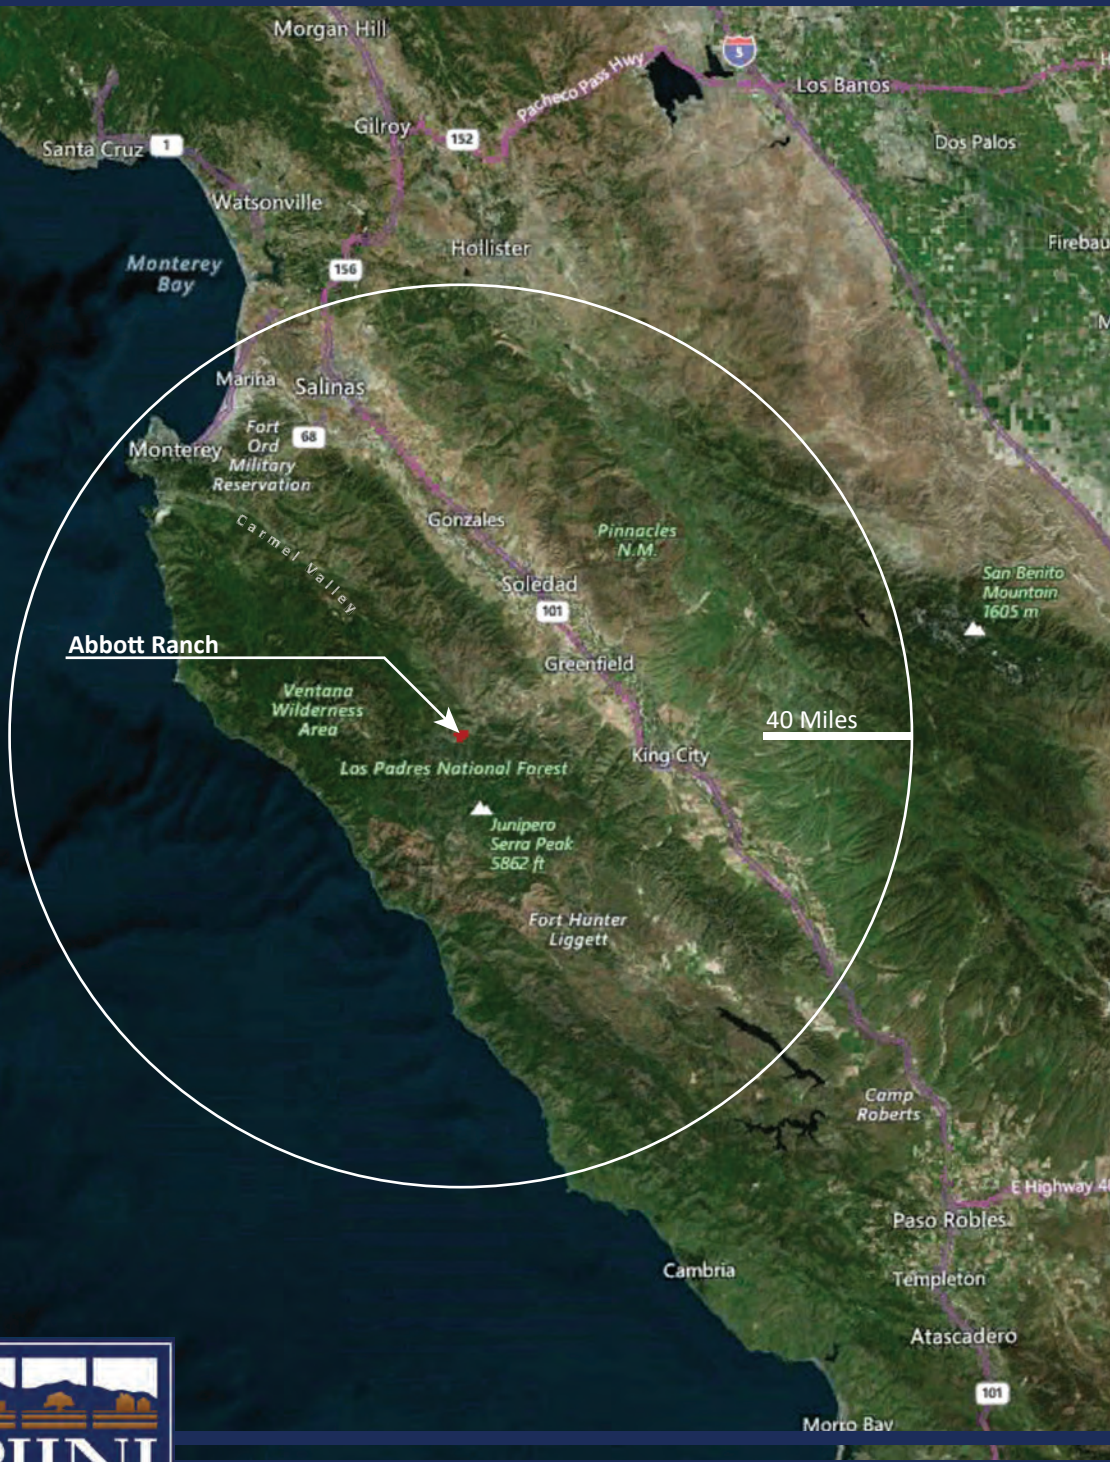 Morgan Hill
5
Pacheco Pass Hwy
Los Banos
Gilroy
152
Santa Cruz
1
Dos Palos
Watsonville
Hollister
Monterey
Bay
156
Marina
Salinas
Monterey
Fort
Ord
Military
Reservation
68
Carmel Valley
Gonzales
Pinnacles
N.M.
San Benito
Mountain
1605 m
Soledad
101
Abbott Ranch
Greenfield
Ventana
Wilderness
Area
40 Miles
King City
Los Padres National Forest
Junipero
Serra Peak
5862 ft
Fort Hunter
Liggett
Camp
Roberts
E Highway
Paso Robles
Cambria
Templeton
Atascadero
101
Morro Bay